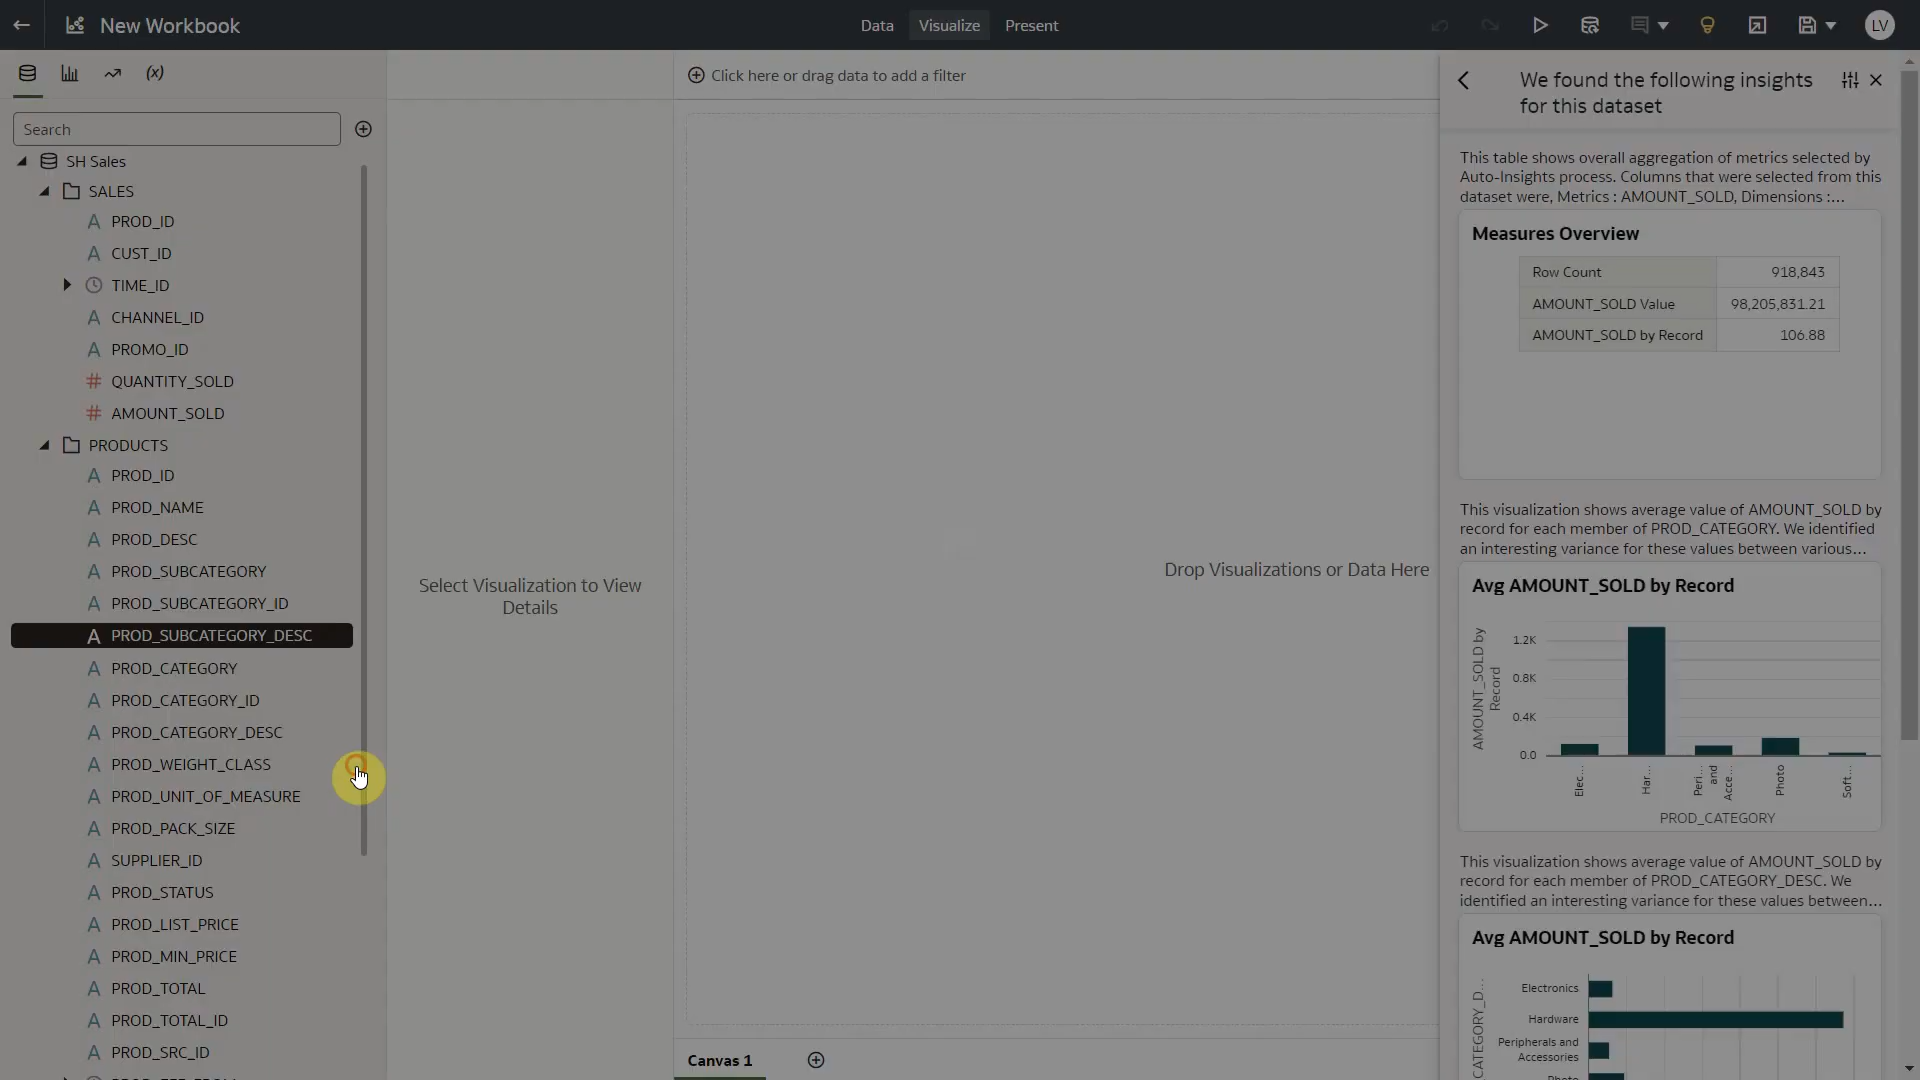 New Workbook
Data
Visualize
Present
LV
(x)
Search
SH Sales
SALES
A PROD_ID
A CUST_ID
TIME_ID
A CHANNEL_ID
A PROMO_ID
# QUANTITY_SOLD
# AMOUNT_SOLD
PRODUCTS
A PROD_ID
A PROD_NAME
A PROD_DESC
A PROD_SUBCATEGORY
A PROD_SUBCATEGORY_ID
A PROD_SUBCATEGORY_DESC
A PROD_CATEGORY
A PROD_CATEGORY_ID
A PROD_CATEGORY_DESC
A PROD_WEIGHT_CLASS
A PROD_UNIT_OF_MEASURE
A PROD_PACK_SIZE
A SUPPLIER_ID
A PROD_STATUS
A PROD_LIST_PRICE
A PROD_MIN_PRICE
A PROD_TOTAL
A PROD_TOTAL_ID
A PROD_SRC_ID
Select Visualization to View
Details
Click here or drag data to add a filter
Drop Visualizations or Data Here
Canvas 1
We found the following insights
for this dataset
This table shows overall aggregation of metrics selected by
Auto-Insights process. Columns that were selected from this
dataset were, Metrics : AMOUNT_SOLD, Dimensions :...
Measures Overview
Row Count 918,843
AMOUNT_SOLD Value 98,205,831.21
AMOUNT_SOLD by Record 106.88
This visualization shows average value of AMOUNT_SOLD by
record for each member of PROD_CATEGORY. We identified
an interesting variance for these values between various...
Avg AMOUNT_SOLD by Record
AMOUNT_SOLD by
Record
1.2K
0.8K
0.4K
0.0
Elec...
Har...
Peri...
and
Acce...
Photo
Soft...
PROD_CATEGORY
This visualization shows average value of AMOUNT_SOLD by
record for each member of PROD_CATEGORY_DESC. We
identified an interesting variance for these values between...
Avg AMOUNT_SOLD by Record
CATEGORY_D...
Electronics
Hardware
Peripherals and
Accessories
Photo